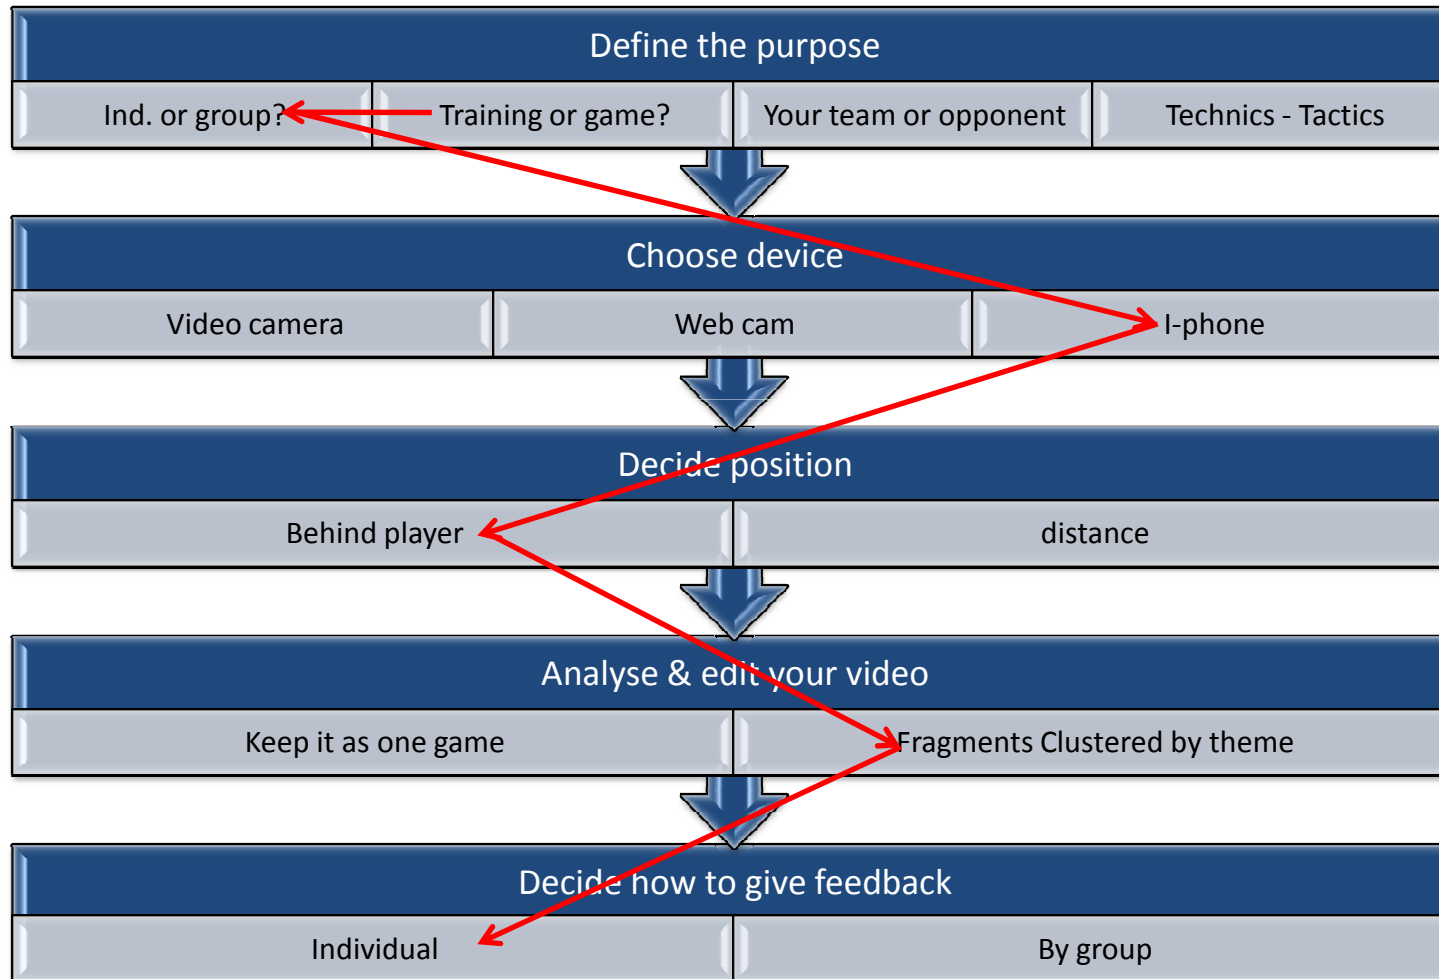 Define the purpose
Ind. or group?
Training or game?
Your team or opponent
Technics - Tactics
Choose device
Video camera
Web cam
I-phone
Decide position
Behind player
distance
Analyse & edit your video
Keep it as one game
Fragments Clustered by theme
Decide how to give feedback
Individual
By group